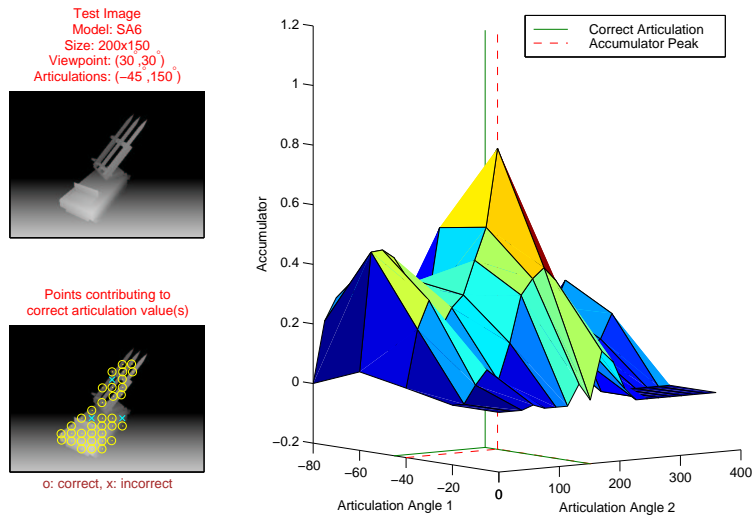 Test Image
Model: SA6
Size: 200x150
Viewpoint: (30°,30°)
Articulations: (−45°,150°)
Points contributing to
correct articulation value(s)
o: correct, x: incorrect
Correct Articulation
Accumulator Peak
1.2
1
0.8
0.6
0.4
0.2
0
−0.2
Accumulator
−80
−60
−40
−20
0
Articulation Angle 1
0
100
200
300
400
Articulation Angle 2